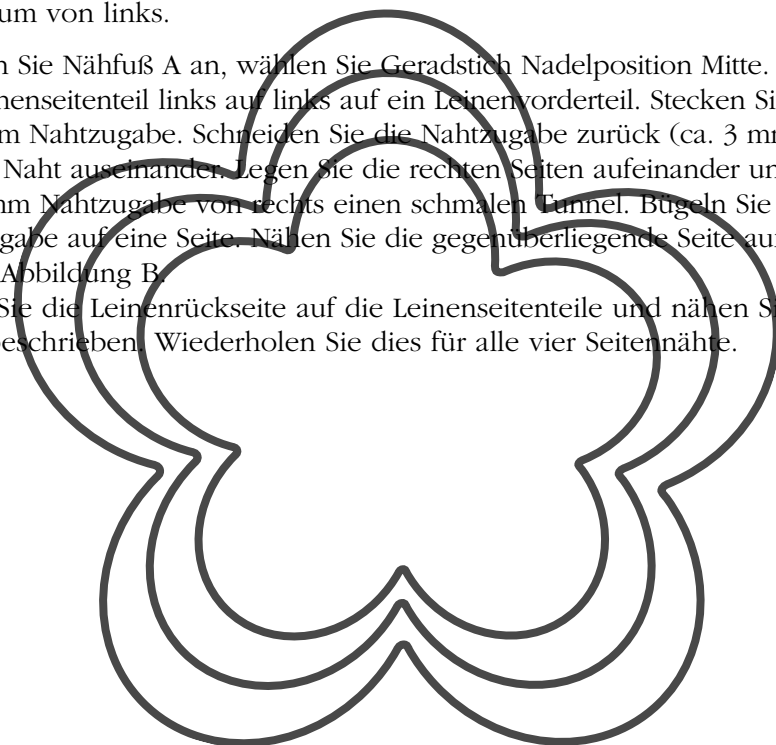 um von links.
n Sie Nähfuß A an, wählen Sie Geradstich Nadelposition Mitte.
nenseitenteil links auf links auf ein Leinenvorderteil. Stecken Si
m Nahtzugabe. Schneiden Sie die Nahtzugabe zurück (ca. 3 mm
Naht auseinander. Legen Sie die rechten Seiten aufeinander un
m Nahtzugabe von rechts einen schmalen Tunnel. Bügeln Sie
gabe auf eine Seite. Nähen Sie die gegenüberliegende Seite au
Abbildung B.
Sie die Leinenrückseite auf die Leinenseitenteile und nähen Si
eschrieben. Wiederholen Sie dies für alle vier Seitennähte.